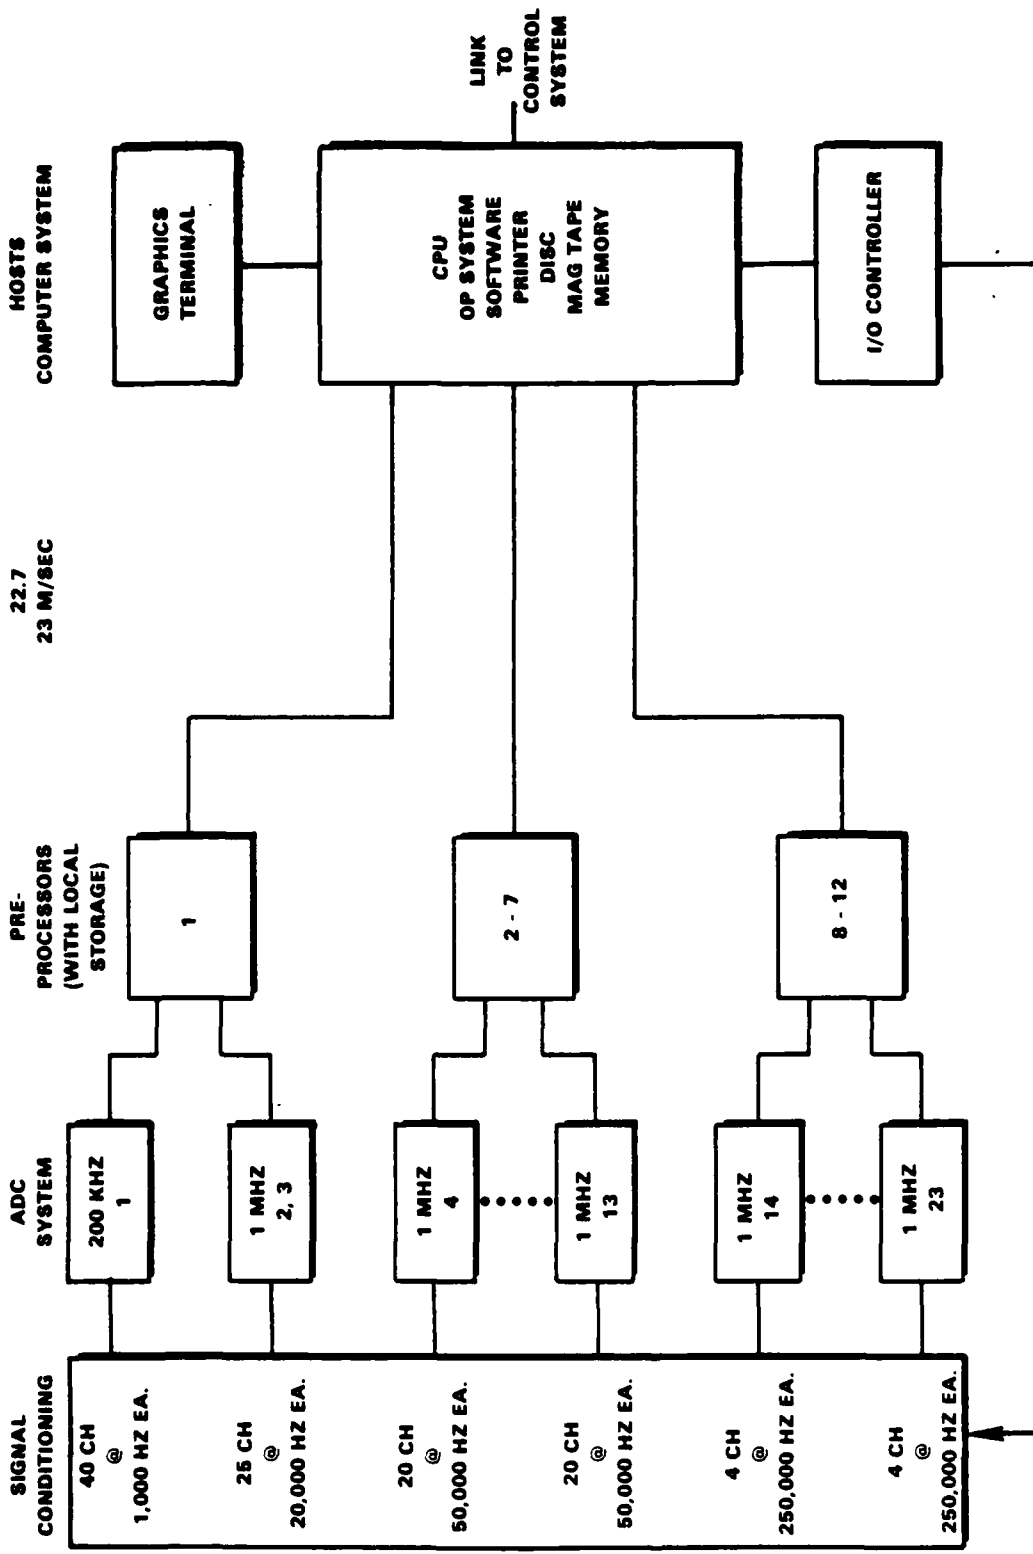 SIGNAL
CONDITIONING
40 CH
@
1,000 HZ EA.
25 CH
@
20,000 HZ EA.
20 CH
@
50,000 HZ EA.
20 CH
@
50,000 HZ EA.
4 CH
@
250,000 HZ EA.
4 CH
@
250,000 HZ EA.
ADC
SYSTEM
200 KHZ
1
1 MHZ
2, 3
1 MHZ
4
1 MHZ
13
1 MHZ
14
1 MHZ
23
PRE-
PROCESSORS
(WITH LOCAL
STORAGE)
1
2 - 7
8 - 12
22.7
23 M/SEC
HOSTS
COMPUTER SYSTEM
GRAPHICS
TERMINAL
CPU
OP SYSTEM
SOFTWARE
PRINTER
DISC
MAG TAPE
MEMORY
I/O CONTROLLER
LINK
TO
CONTROL
SYSTEM